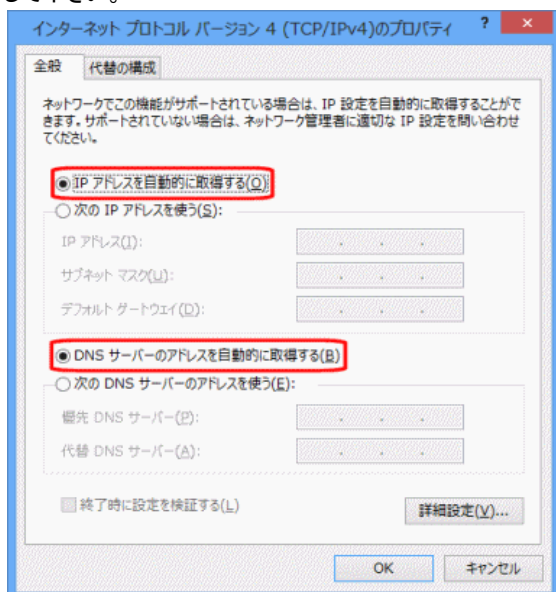 して下さい。
インターネット プロトコル バージョン 4 (TCP/IPv4)のプロパティ ? ×
全般 代替の構成
ネットワークでこの機能がサポートされている場合は、IP 設定を自動的に取得することがで
きます。サポートされていない場合は、ネットワーク管理者に適切な IP 設定を問い合わせ
てください。
IP アドレスを自動的に取得する(O)
次の IP アドレスを使う(S):
IP アドレス(I):
サブネット マスク(U):
デフォルト ゲートウェイ(D):
DNS サーバーのアドレスを自動的に取得する(B)
次の DNS サーバーのアドレスを使う(E):
優先 DNS サーバー(P):
代替 DNS サーバー(A):
終了時に設定を検証する(L)
詳細設定(V)...
OK キャンセル